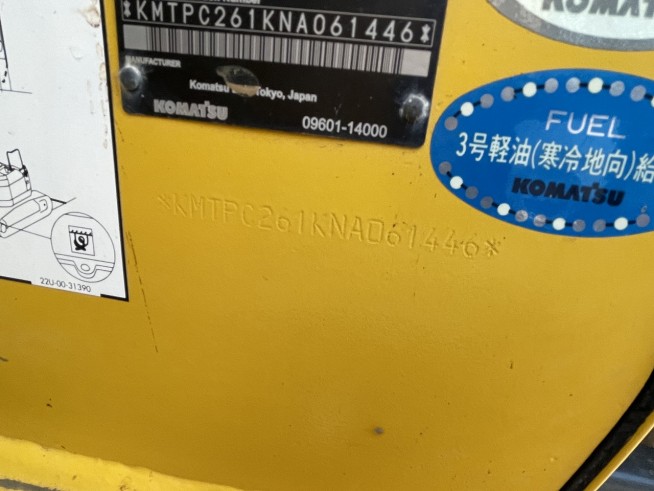 *KMTPC261KNA061446*
MANUFACTURER
Tokyo, Japan
KOMATSU
09601-14000
KOMATSU
FUEL
3号軽油(寒冷地向)給
KOMATSU
*KMTPC261KNA061446*
22U-00-31390